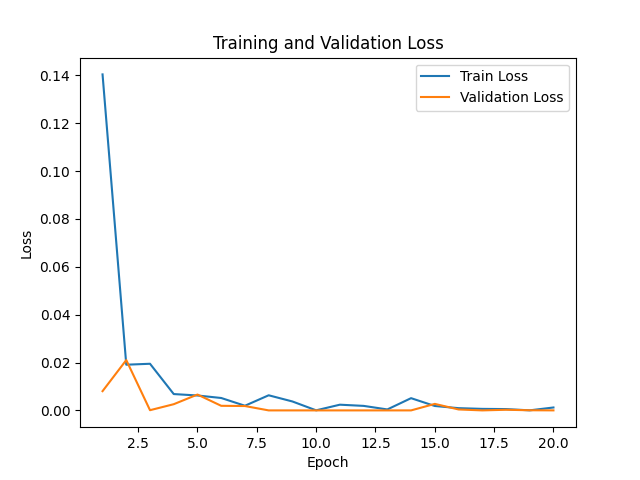 Training and Validation Loss
Train Loss
Validation Loss
0.14
0.12
0.10
0.08
0.06
0.04
0.02
0.00
Loss
2.5 5.0 7.5 10.0 12.5 15.0 17.5 20.0
Epoch